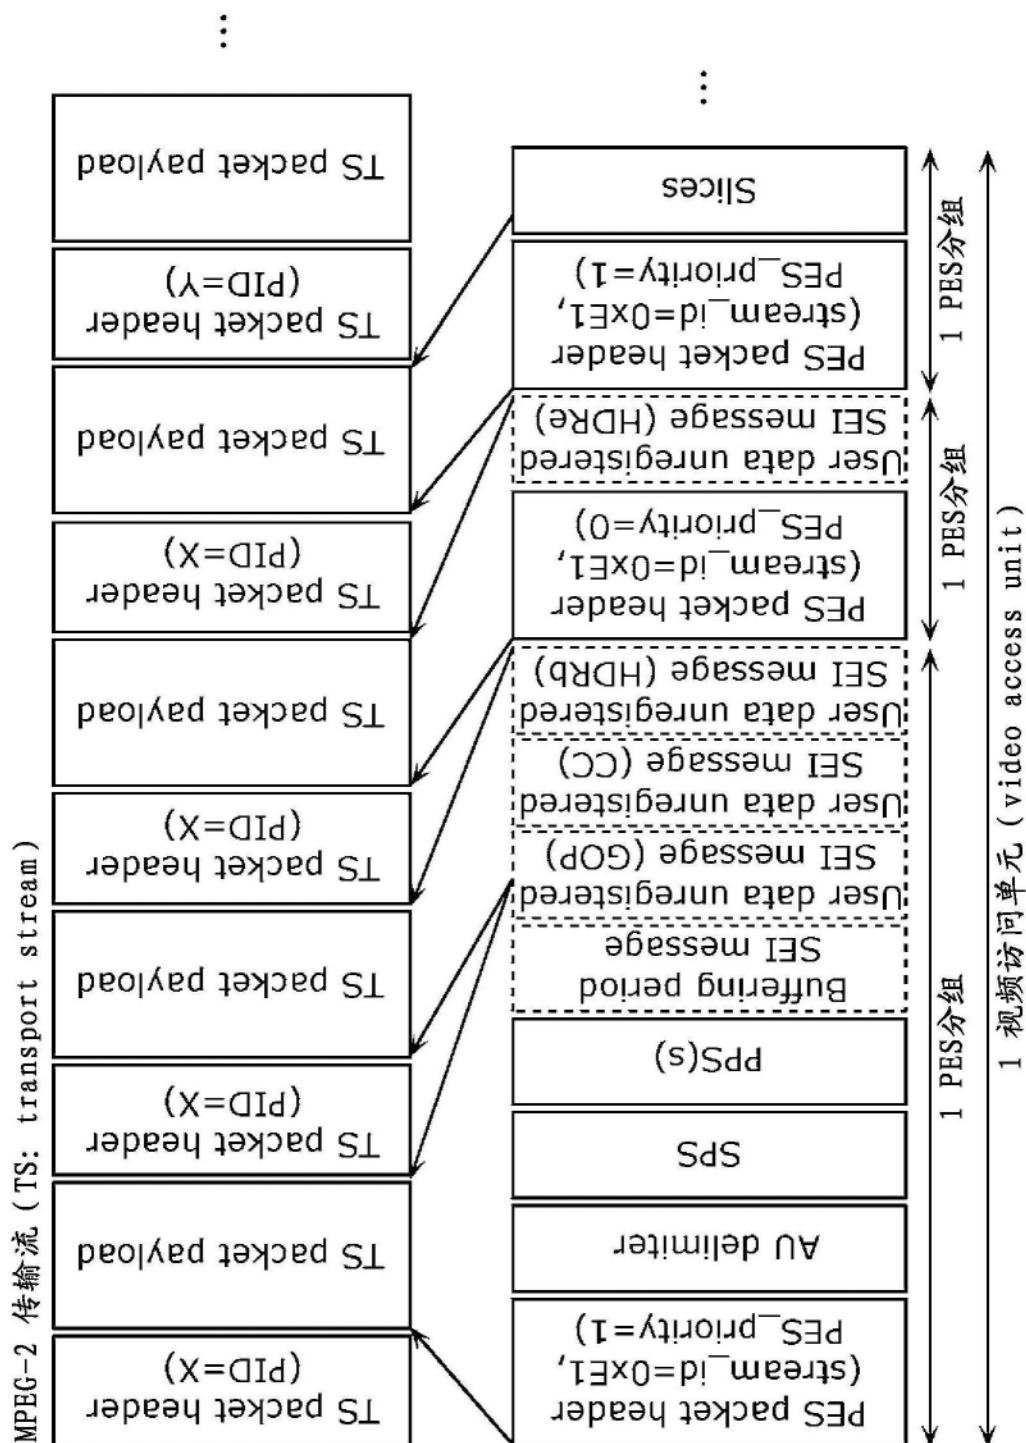 1 视频访问单元(video access unit)
1 PES分组
1 PES分组
1 PES分组
PES packet header
(stream_id=0xE1,
PES_priority=1)
AU delimiter
SPS
PPS(s)
Buffering period
SEI message
User data unregistered
SEI message (GOP)
User data unregistered
SEI message (CC)
User data unregistered
SEI message (HDRb)
PES packet header
(stream_id=0xE1,
PES_priority=0)
User data unregistered
SEI message (HDRe)
PES packet header
(stream_id=0xE1,
PES_priority=1)
Slices
...
MPEG-2 传输流(TS: transport stream)
TS packet header
(PID=X)
TS packet payload
TS packet header
(PID=X)
TS packet payload
TS packet header
(PID=X)
TS packet payload
TS packet header
(PID=X)
TS packet payload
TS packet header
(PID=Y)
TS packet payload
...